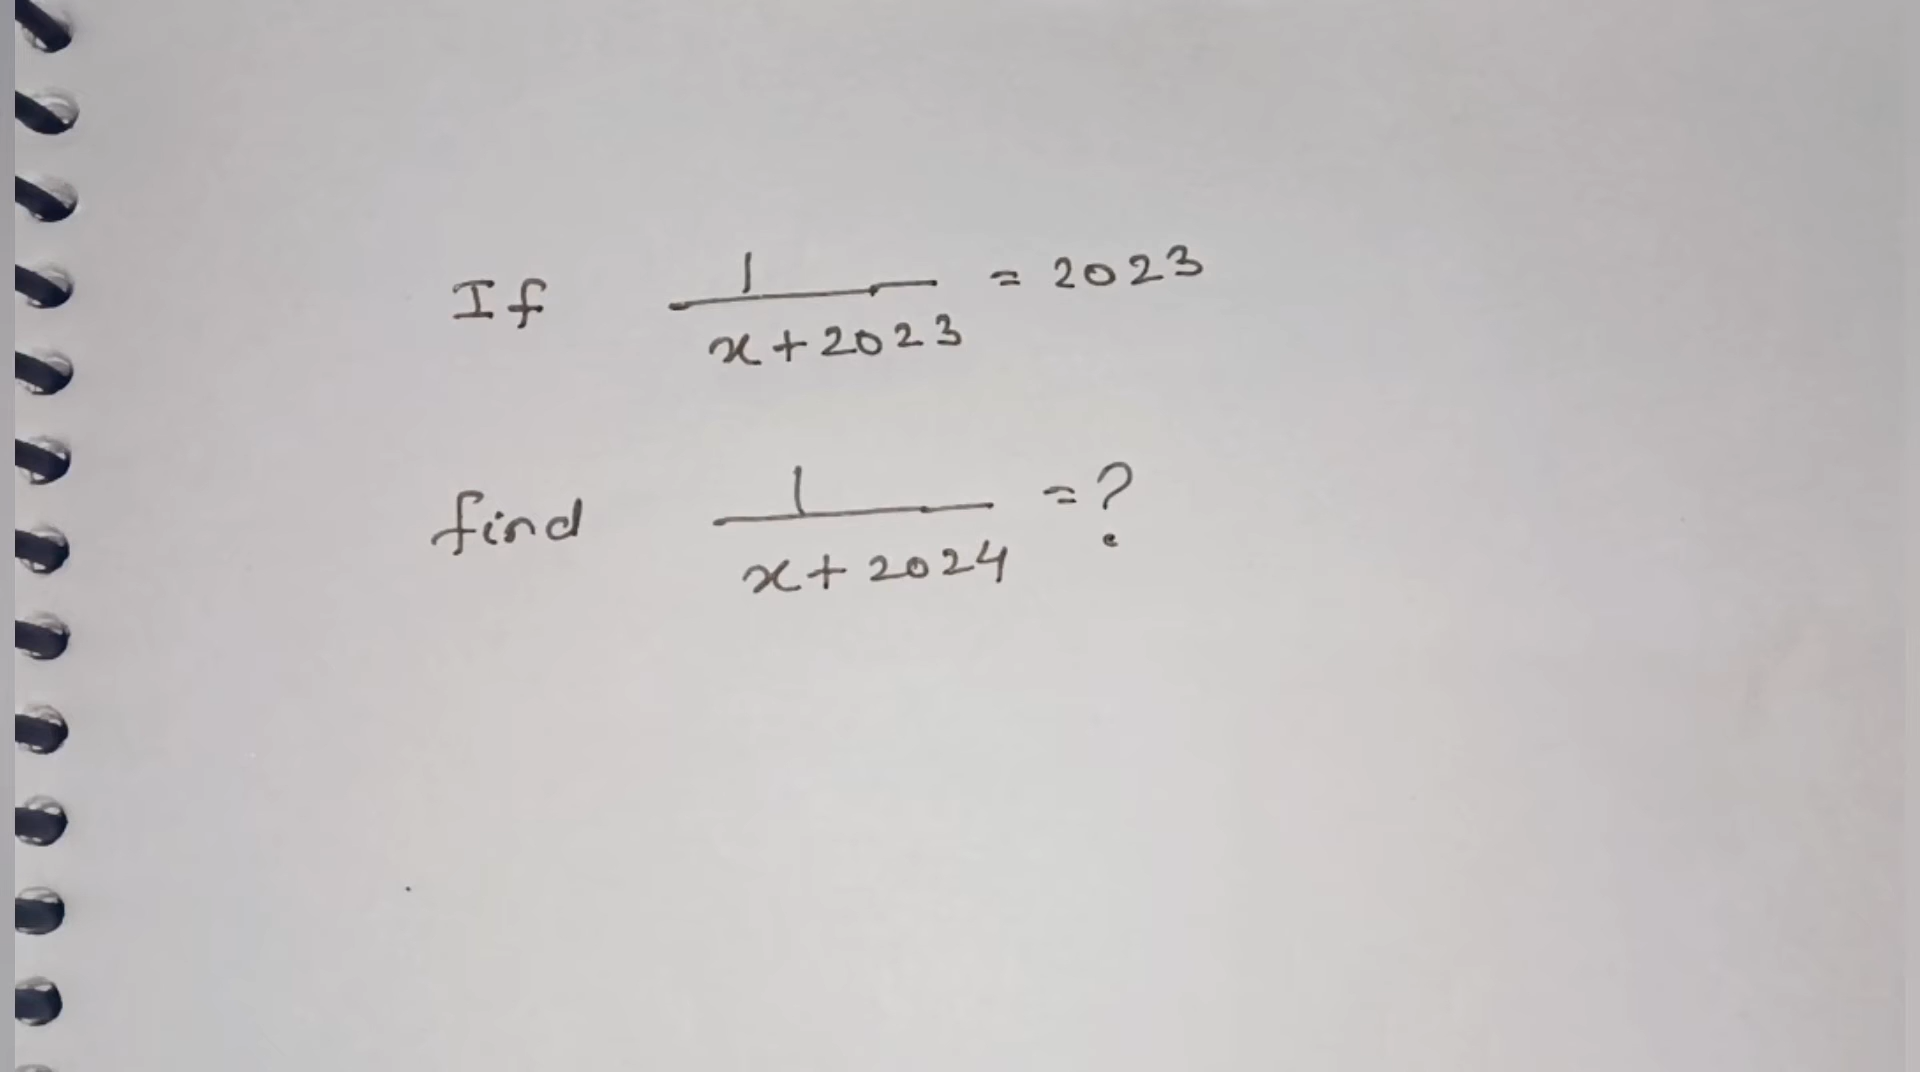 If 1/(x+2023) = 2023
find 1/(x+2024) = ?